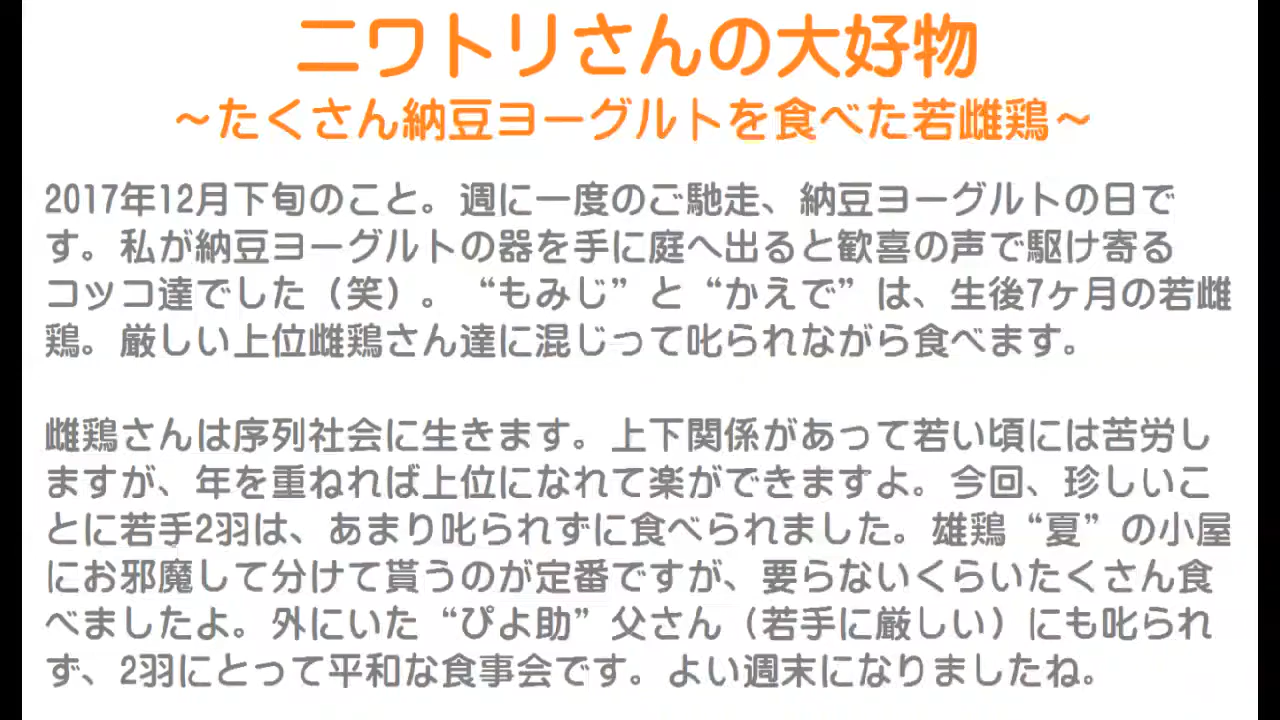 ニワトリさんの大好物
～たくさん納豆ヨーグルトを食べた若雌鶏～
2017年12月下旬のこと。週に一度のご馳走、納豆ヨーグルトの日で
す。私が納豆ヨーグルトの器を手に庭へ出ると歓喜の声で駆け寄る
コッコ達でした（笑）。“もみじ”と“かえで”は、生後7ヶ月の若雌
鶏。厳しい上位雌鶏さん達に混じって叱られながら食べます。
雌鶏さんは序列社会に生きます。上下関係があって若い頃には苦労し
ますが、年を重ねれば上位になれて楽ができますよ。今回、珍しいこ
とに若手2羽は、あまり叱られずに食べられました。雄鶏“夏”の小屋
にお邪魔して分けて貰うのが定番ですが、要らないくらいたくさん食
べましたよ。外にいた“ぴよ助”父さん（若手に厳しい）にも叱られ
ず、2羽にとって平和な食事会です。よい週末になりましたね。